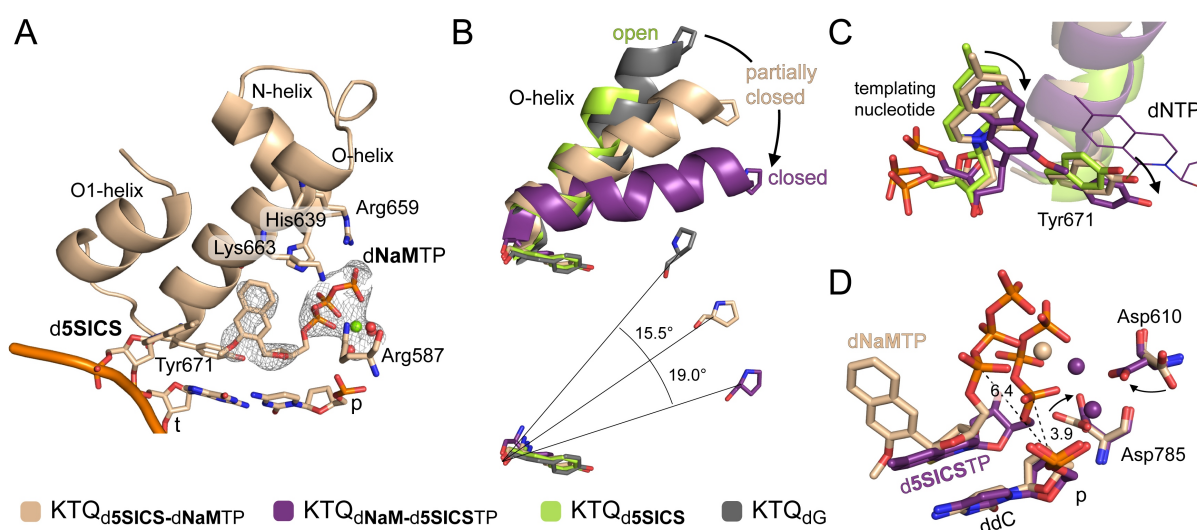 A
N-helix
O-helix
O1-helix
His639
Arg659
Lys663
dNaMTP
d5SICS
Tyr671
Arg587
t
p
B
open
partially
closed
O-helix
closed
15.5°
19.0°
C
templating
nucleotide
dNTP
Tyr671
D
dNaMTP
Asp610
6.4
3.9
Asp785
d5SICSTP
p
ddC
KTQd5SICS-dNaMTP
KTQdNaM-d5SICSTP
KTQd5SICS
KTQdG